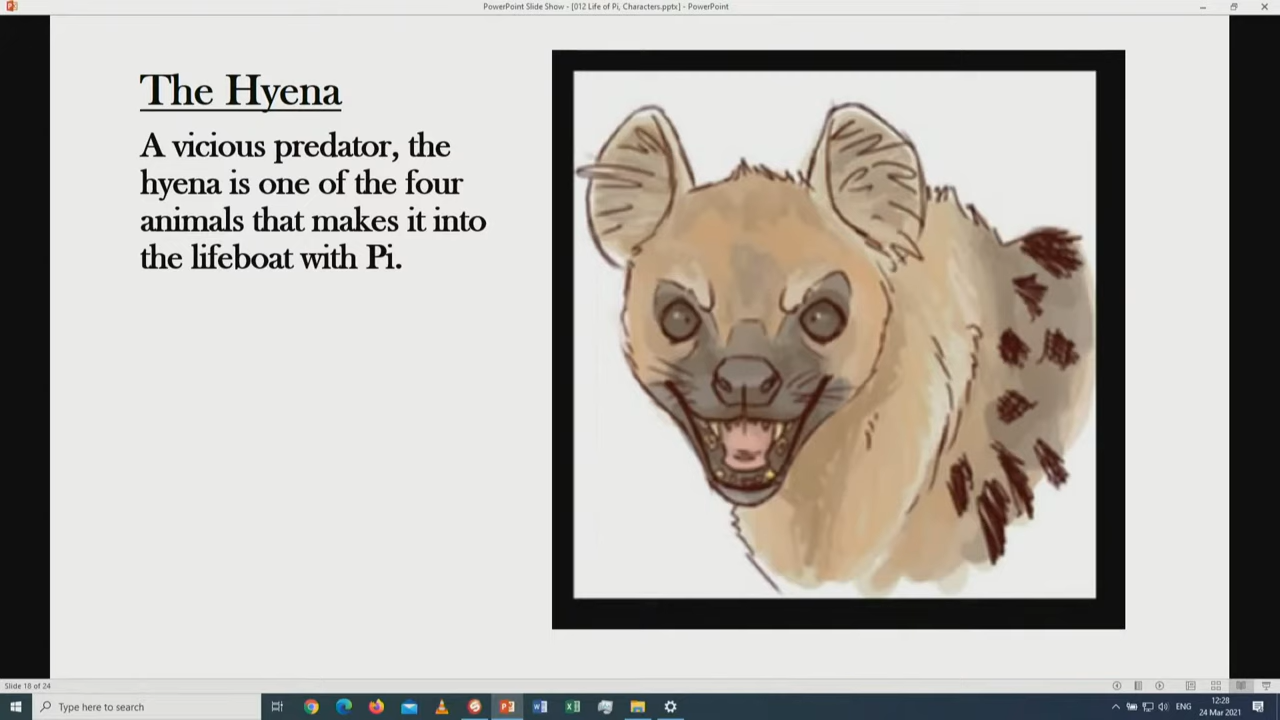 PowerPoint Slide Show - [012 Life of Pi, Characters.pptx] - PowerPoint
The Hyena
A vicious predator, the
hyena is one of the four
animals that makes it into
the lifeboat with Pi.
Slide 18 of 24
Type here to search
ENG
12:28
24 Mar 2021